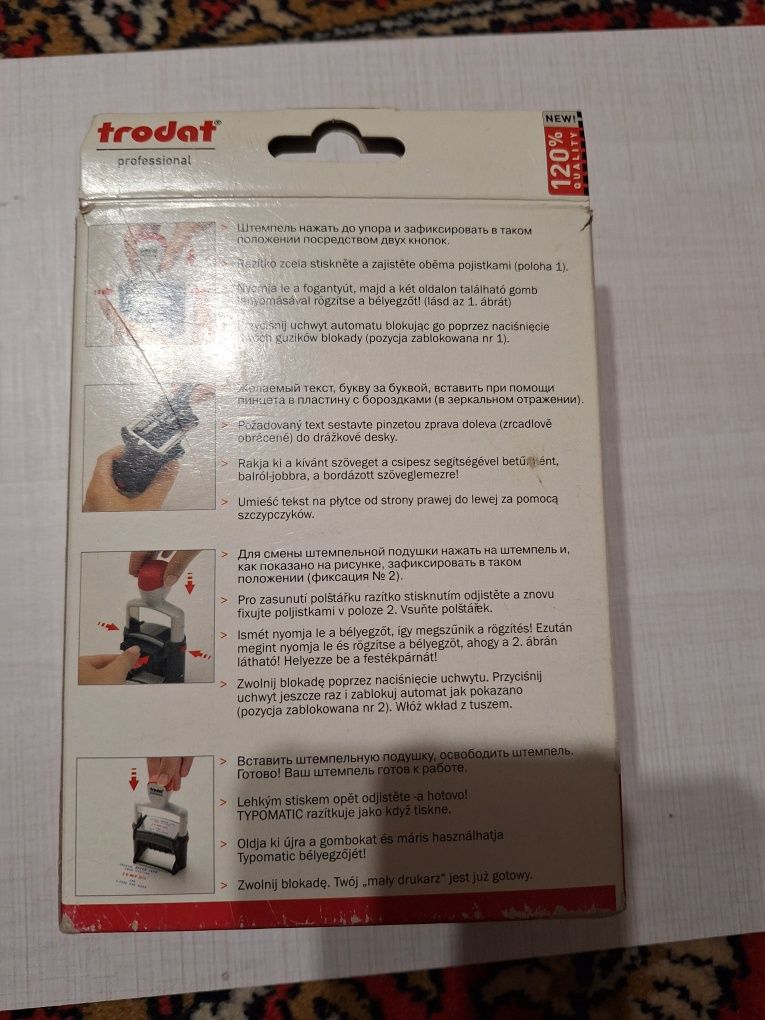 trodat®
professional
NEW!
120%
QUALITY
> Штемпель нажать до упора и зафиксировать в таком
положении посредством двух кнопок.
> Razítko zcela stiskněte a zajistěte oběma pojistkami (poloha 1).
Nyomja le a fogantyút, majd a két oldalon található gomb
lenyomásával rögzítse a bélyegzőt! (lásd az 1. ábrát)
Przyciśnij uchwyt automatu blokując go poprzez naciśnięcie
dwóch guzików blokady (pozycja zablokowana nr 1).
Желаемый текст, букву за буквой, вставить при помощи
пинцета в пластину с бороздками (в зеркальном отражении).
> Požadovaný text sestavte pinzetou zprava doleva (zrcadlově
obráceně) do drážkové desky.
> Rakja ki a kívánt szöveget a csipesz segítségével betűnként,
balról-jobbra, a bordázott szöveglemezre!
> Umieść tekst na płytce od strony prawej do lewej za pomocą
szczypczyków.
> Для смены штемпельной подушки нажать на штемпель и,
как показано на рисунке, зафиксировать в таком
положении (фиксация № 2).
> Pro zasunutí polštářku razítko stisknutím odjistěte a znovu
fixujte poljistkami v poloze 2. Vsuňte polštářek.
> Ismét nyomja le a bélyegzőt, így megszűnik a rögzítés! Ezután
megint nyomja le és rögzítse a bélyegzőt, ahogy a 2. ábrán
látható! Helyezze be a festékpárnát!
> Zwolnij blokadę poprzez naciśnięcie uchwytu. Przyciśnij
uchwyt jeszcze raz i zablokuj automat jak pokazano
(pozycja zablokowana nr 2). Włóż wkład z tuszem.
> Вставить штемпельную подушку, освободить штемпель.
Готово! Ваш штемпель готов к работе.
> Lehkým stiskem opět odjistěte -a hotovo!
TYPOMATIC razítkuje jako když tiskne.
> Oldja ki újra a gombokat és máris használhatja
Typomatic bélyegzőjét!
> Zwolnij blokadę. Twój „mały drukarz" jest już gotowy.